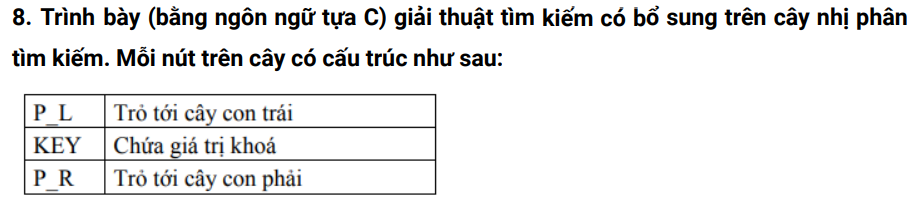 8. Trình bày (bằng ngôn ngữ tựa C) giải thuật tìm kiếm có bổ sung trên cây nhị phân
tìm kiếm. Mỗi nút trên cây có cấu trúc như sau:
P_L Trỏ tới cây con trái
KEY Chứa giá trị khoá
P_R Trỏ tới cây con phải